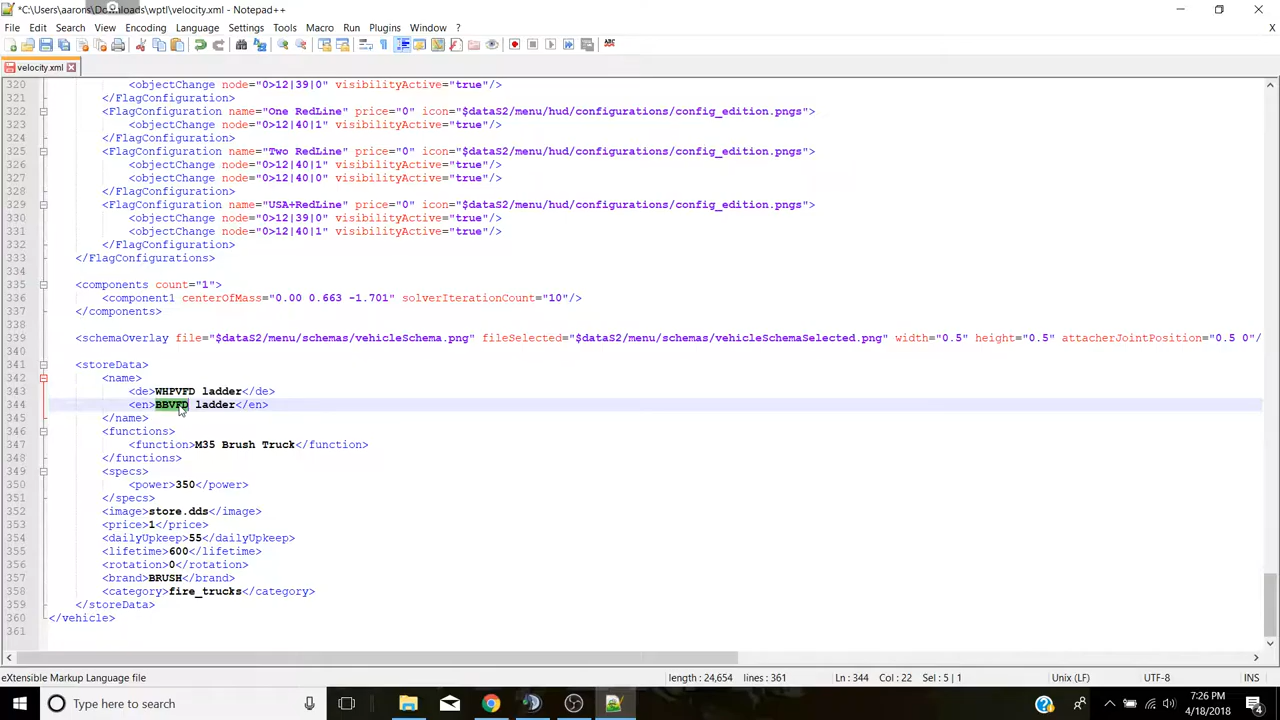 *C:\Users\aarons\Downloads\wptl\velocity.xml - Notepad++
File Edit Search View Encoding Language Settings Tools Macro Run Plugins Window ? X
velocity.xml
320 <objectChange node="0>12|39|0" visibilityActive="true"/>
321 </FlagConfiguration>
322 <FlagConfiguration name="One RedLine" price="0" icon="$dataS2/menu/hud/configurations/config_edition.pngs">
323 <objectChange node="0>12|40|1" visibilityActive="true"/>
324 </FlagConfiguration>
325 <FlagConfiguration name="Two RedLine" price="0" icon="$dataS2/menu/hud/configurations/config_edition.pngs">
326 <objectChange node="0>12|40|1" visibilityActive="true"/>
327 <objectChange node="0>12|40|0" visibilityActive="true"/>
328 </FlagConfiguration>
329 <FlagConfiguration name="USA+RedLine" price="0" icon="$dataS2/menu/hud/configurations/config_edition.pngs">
330 <objectChange node="0>12|39|0" visibilityActive="true"/>
331 <objectChange node="0>12|40|1" visibilityActive="true"/>
332 </FlagConfiguration>
333 </FlagConfigurations>
334
335 <components count="1">
336 <component1 centerOfMass="0.00 0.663 -1.701" solverIterationCount="10"/>
337 </components>
338
339 <schemaOverlay file="$dataS2/menu/schemas/vehicleSchema.png" fileSelected="$dataS2/menu/schemas/vehicleSchemaSelected.png" width="0.5" height="0.5" attacherJointPosition="0.5 0"/
340
341 <storeData>
342 <name>
343 <de>WHPVFD ladder</de>
344 <en>BBVFD ladder</en>
345 </name>
346 <functions>
347 <function>M35 Brush Truck</function>
348 </functions>
349 <specs>
350 <power>350</power>
351 </specs>
352 <image>store.dds</image>
353 <price>1</price>
354 <dailyUpkeep>55</dailyUpkeep>
355 <lifetime>600</lifetime>
356 <rotation>0</rotation>
357 <brand>BRUSH</brand>
358 <category>fire_trucks</category>
359 </storeData>
360 </vehicle>
361
eXtensible Markup Language file length : 24,654 lines : 361 Ln : 344 Col : 22 Sel : 5 | 1 Unix (LF) UTF-8 INS
Type here to search
7:26 PM
4/18/2018
4